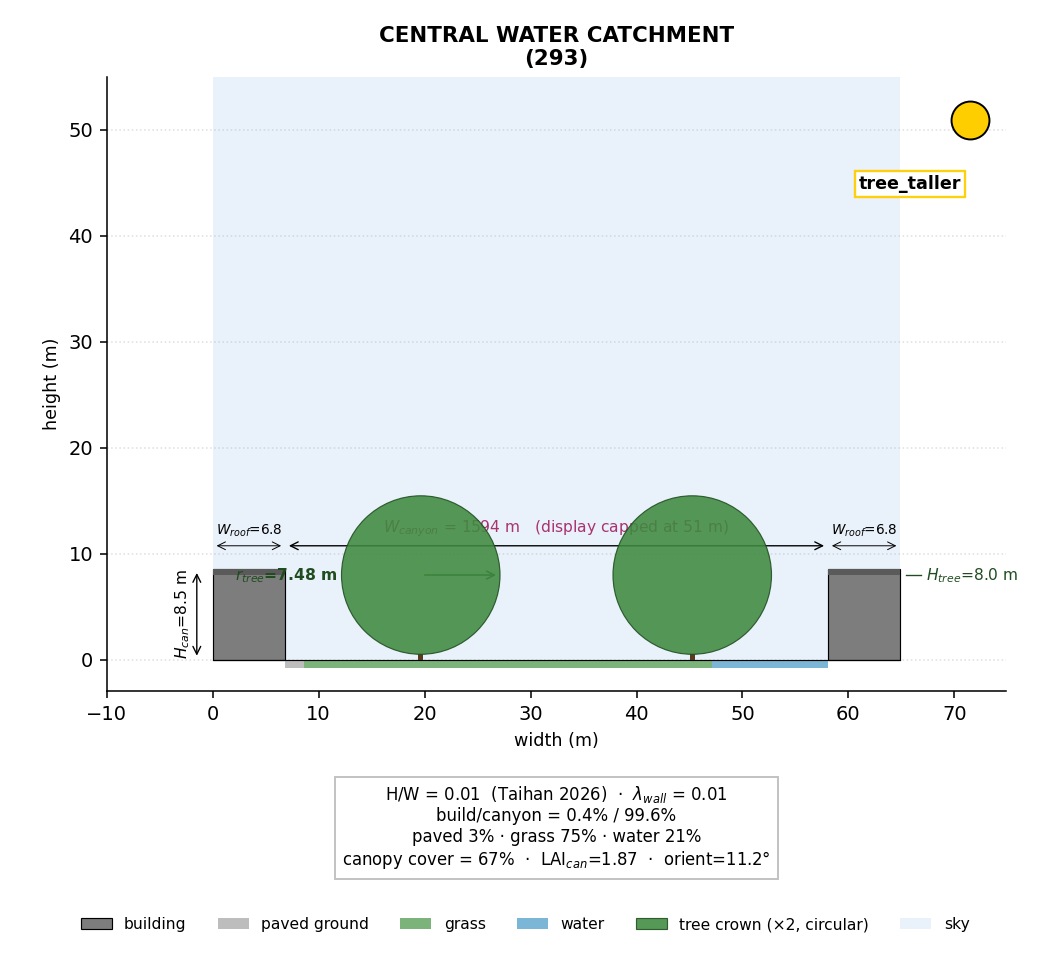 CENTRAL WATER CATCHMENT
(293)
50
tree_taller
40
height (m)
30
20
W_canyon = 1594 m (display capped at 51 m)
W_roof=6.8
W_roof=6.8
10
r_tree=7.48 m
H_tree=8.0 m
H_can=8.5 m
0
−10 0 10 20 30 40 50 60 70
width (m)
H/W = 0.01 (Taihan 2026) · λ_wall = 0.01
build/canyon = 0.4% / 99.6%
paved 3% · grass 75% · water 21%
canopy cover = 67% · LAI_can=1.87 · orient=11.2°
building paved ground grass water tree crown (×2, circular) sky